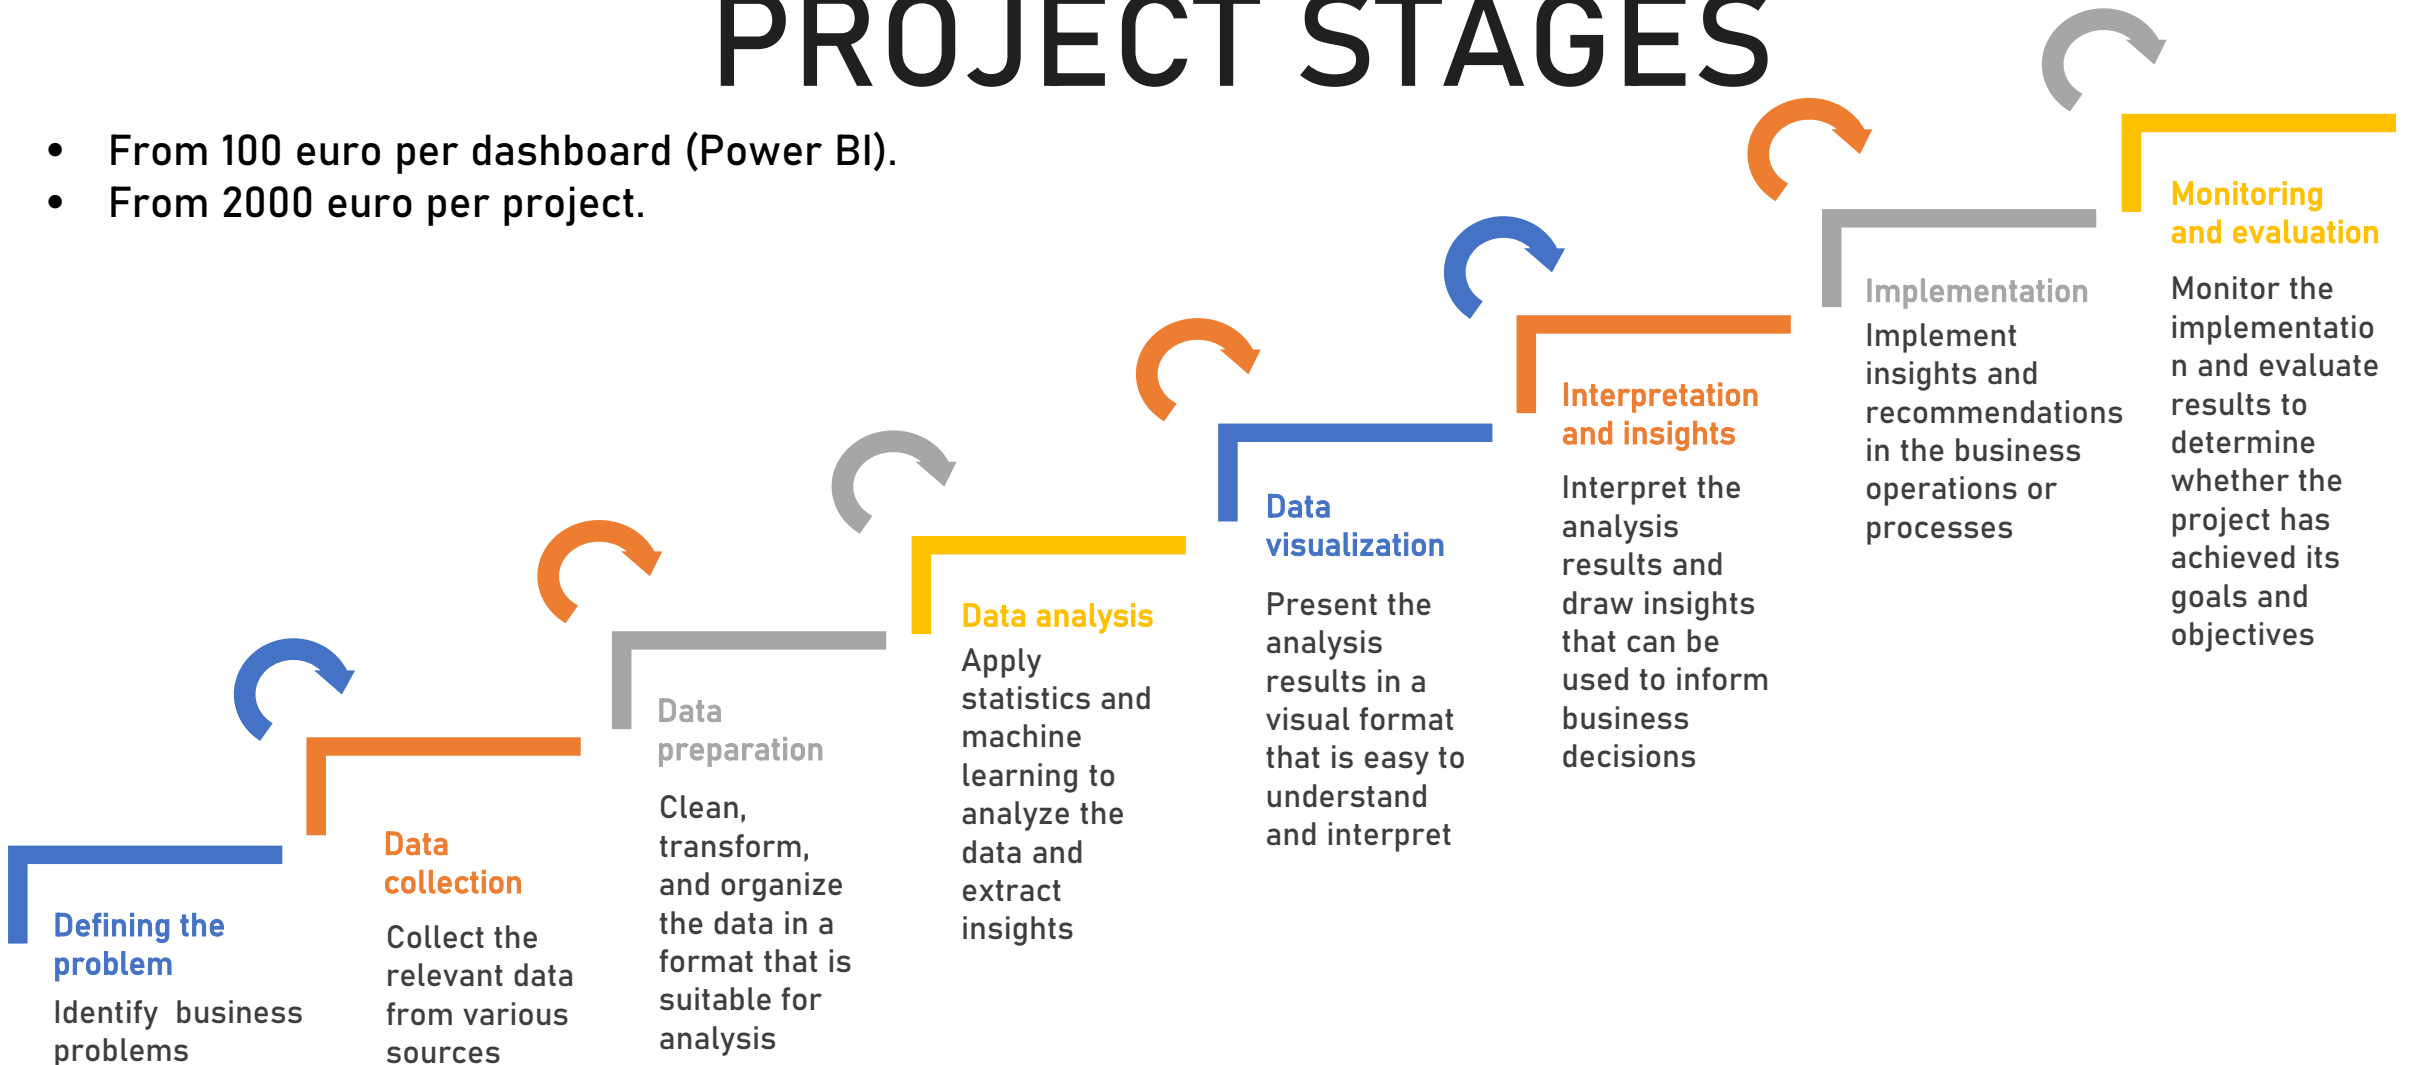 PROJECT STAGES
• From 100 euro per dashboard (Power BI).
• From 2000 euro per project.
Defining the
problem
Identify business
problems
Data
collection
Collect the
relevant data
from various
sources
Data
preparation
Clean,
transform,
and organize
the data in a
format that is
suitable for
analysis
Data analysis
Apply
statistics and
machine
learning to
analyze the
data and
extract
insights
Data
visualization
Present the
analysis
results in a
visual format
that is easy to
understand
and interpret
Interpretation
and insights
Interpret the
analysis
results and
draw insights
that can be
used to inform
business
decisions
Implementation
Implement
insights and
recommendations
in the business
operations or
processes
Monitoring
and evaluation
Monitor the
implementatio
n and evaluate
results to
determine
whether the
project has
achieved its
goals and
objectives